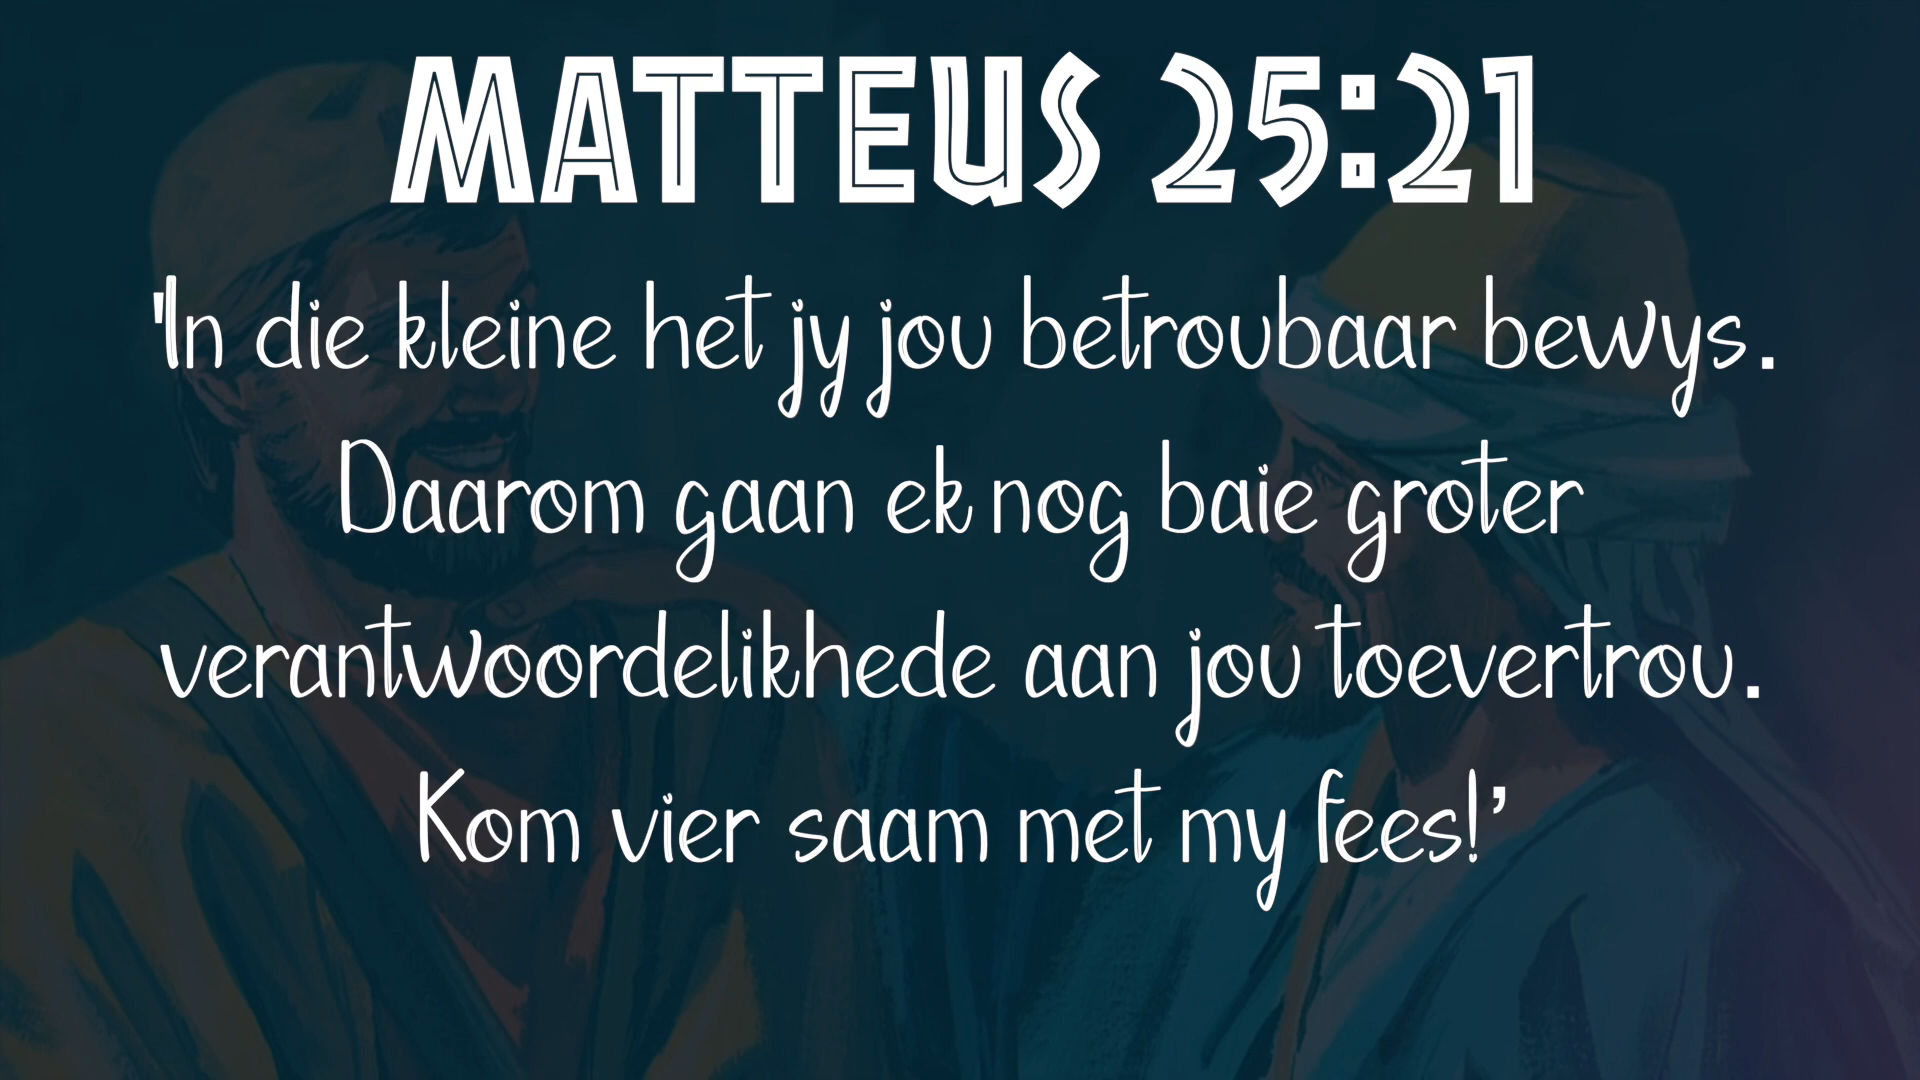 MATTEUS 25:21
'In die kleine het jy jou betroubaar bewys.
Daarom gaan ek nog baie groter
verantwoordelikhede aan jou toevertrou.
Kom vier saam met my fees!’